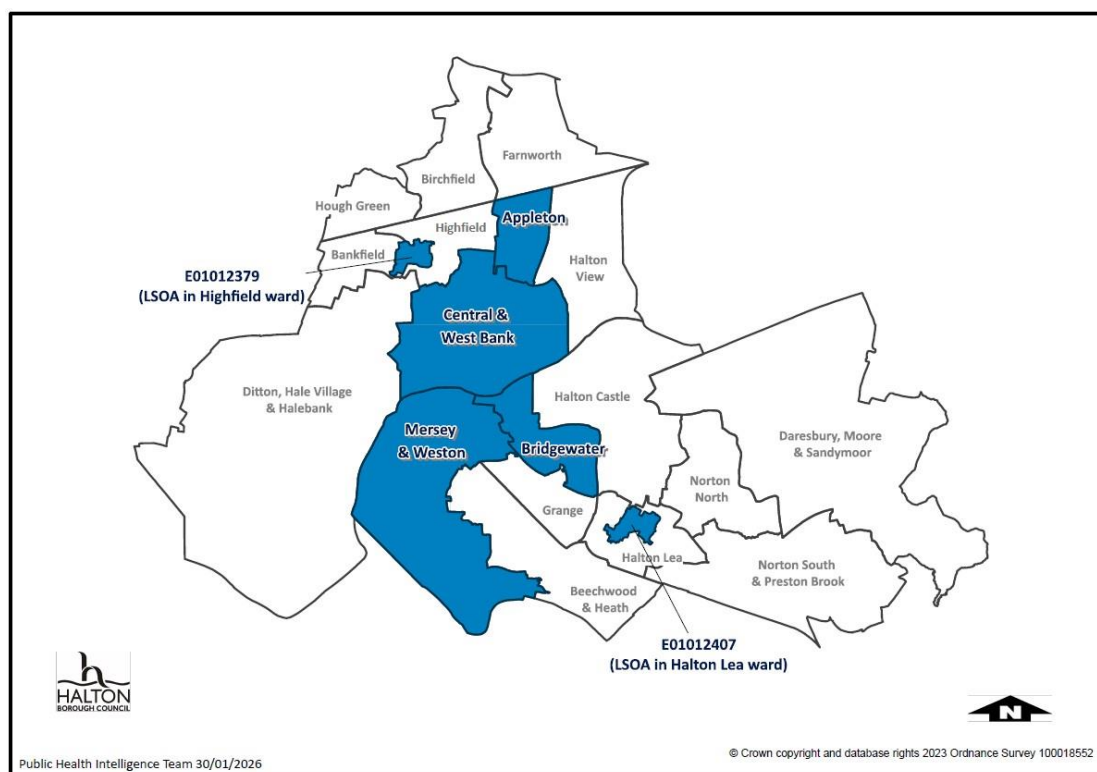 Farnworth
Birchfield
Hough Green
Appleton
Highfield
Bankfield
Halton
View
E01012379
(LSOA in Highfield ward)
Central &
West Bank
Ditton, Hale Village
& Halebank
Halton Castle
Mersey
& Weston
Bridgewater
Daresbury, Moore
& Sandymoor
Norton
North
Grange
Halton Lea
Norton South
& Preston Brook
Beechwood
& Heath
E01012407
(LSOA in Halton Lea ward)
HALTON
BOROUGH COUNCIL
N
Public Health Intelligence Team 30/01/2026
© Crown copyright and database rights 2023 Ordnance Survey 100018552